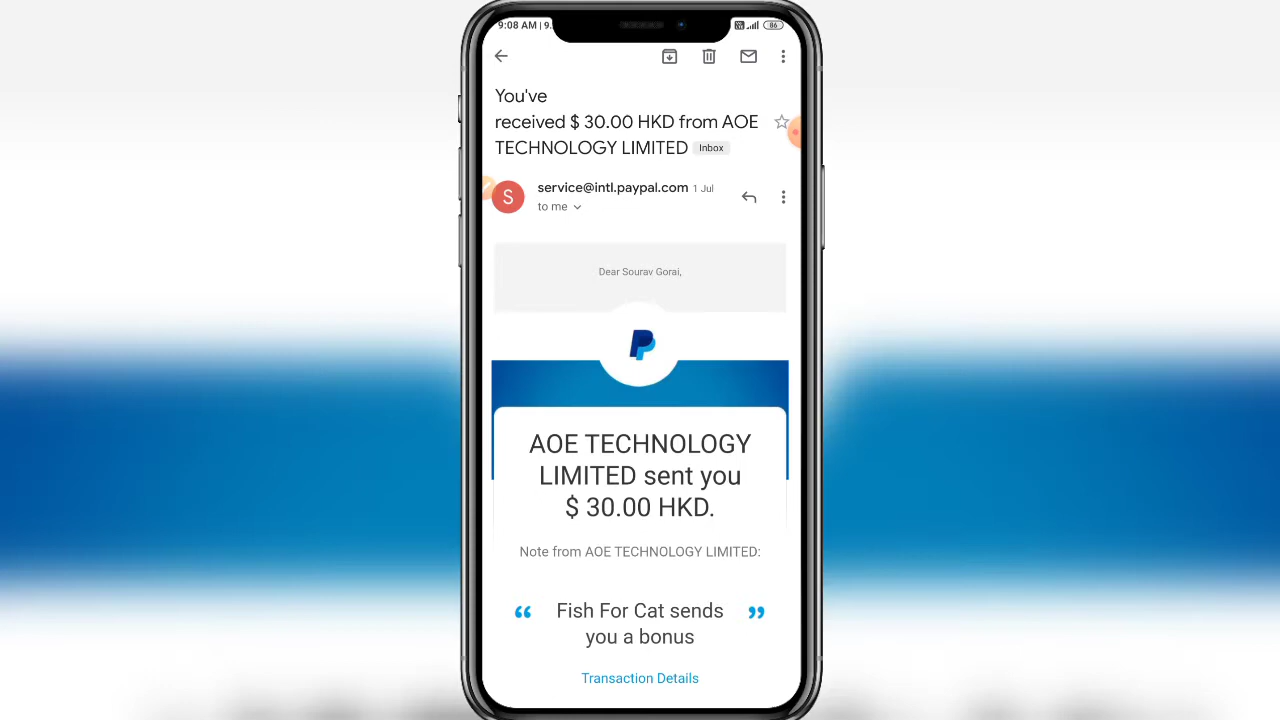 9:08 AM | 9.
86
You've
received $ 30.00 HKD from AOE
TECHNOLOGY LIMITED Inbox
S
service@intl.paypal.com 1 Jul
to me
Dear Sourav Gorai,
AOE TECHNOLOGY
LIMITED sent you
$ 30.00 HKD.
Note from AOE TECHNOLOGY LIMITED:
“ Fish For Cat sends ”
you a bonus
Transaction Details